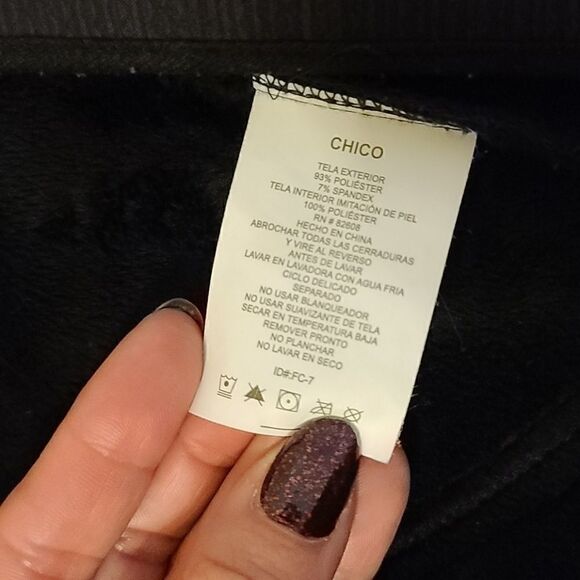 CHICO
TELA EXTERIOR
93% POLIÉSTER
7% SPANDEX
TELA INTERIOR IMITACIÓN DE PIEL
100% POLIÉSTER
RN # 82608
HECHO EN CHINA
ABROCHAR TODAS LAS CERRADURAS
Y VIRE AL REVERSO
ANTES DE LAVAR
LAVAR EN LAVADORA CON AGUA FRIA
CICLO DELICADO
SEPARADO
NO USAR BLANQUEADOR
NO USAR SUAVIZANTE DE TELA
SECAR EN TEMPERATURA BAJA
REMOVER PRONTO
NO PLANCHAR
NO LAVAR EN SECO
ID#:FC-7